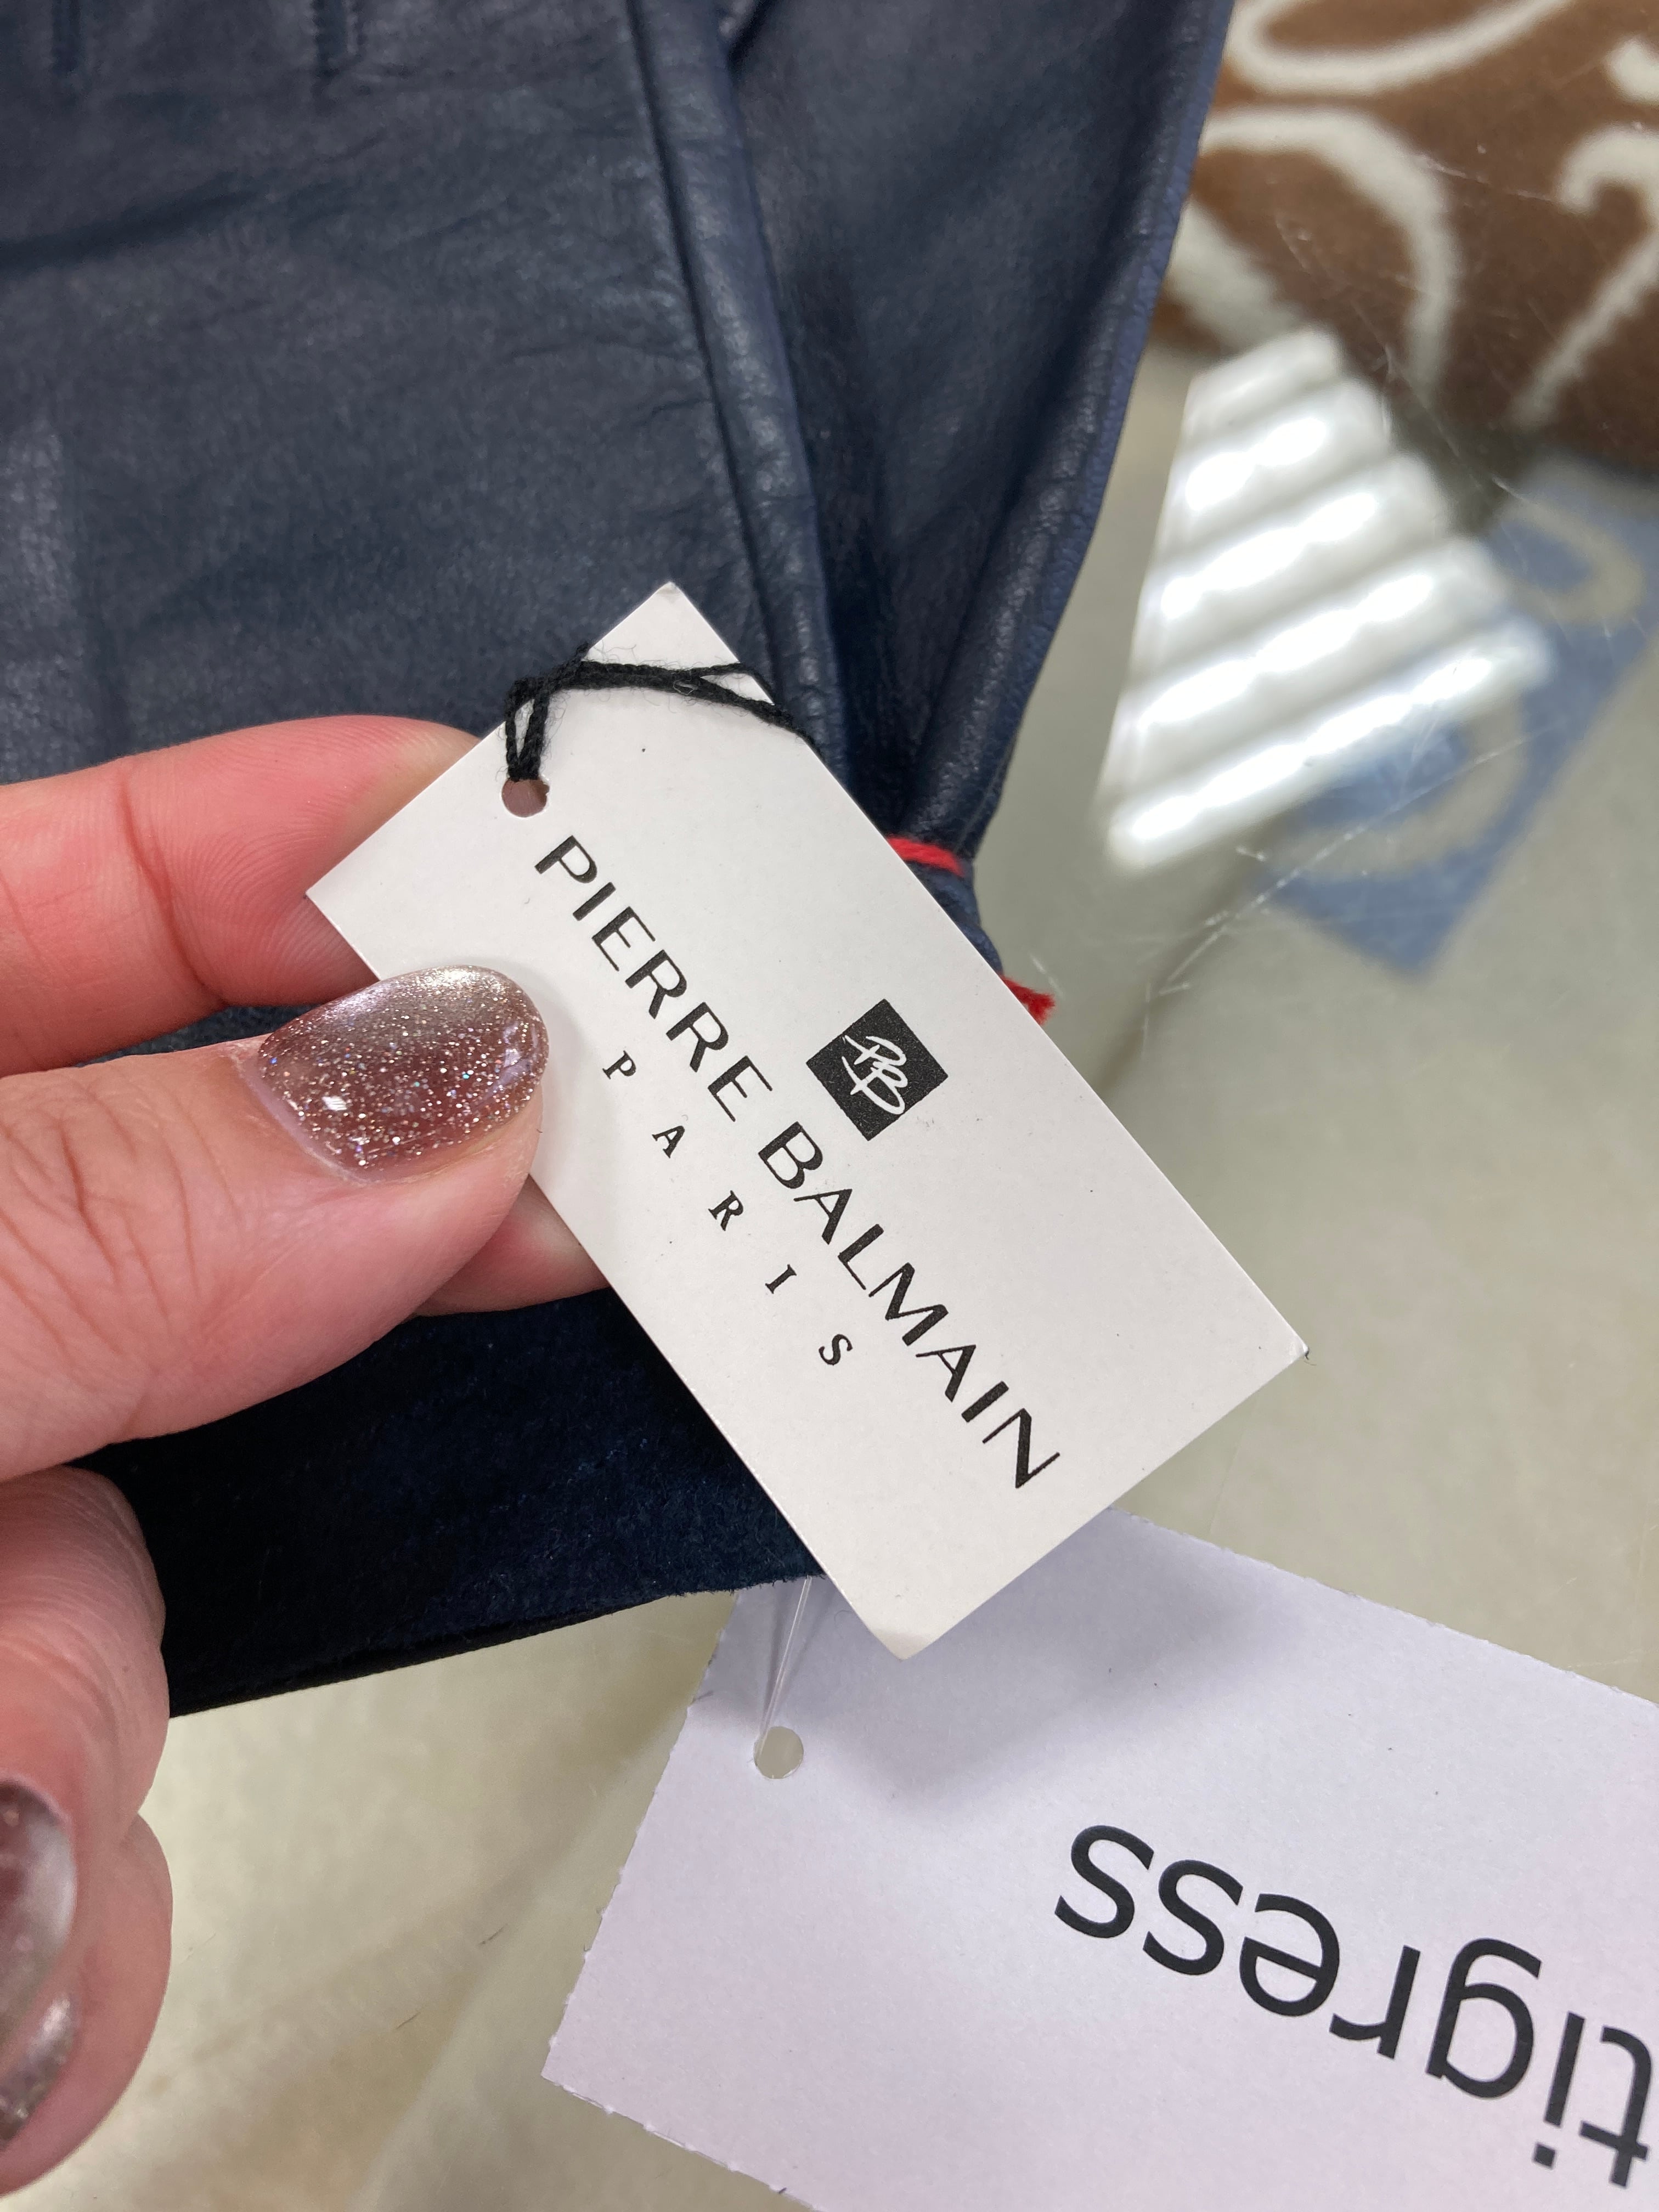 PB
PIERRE BALMAIN
PARIS
tigress